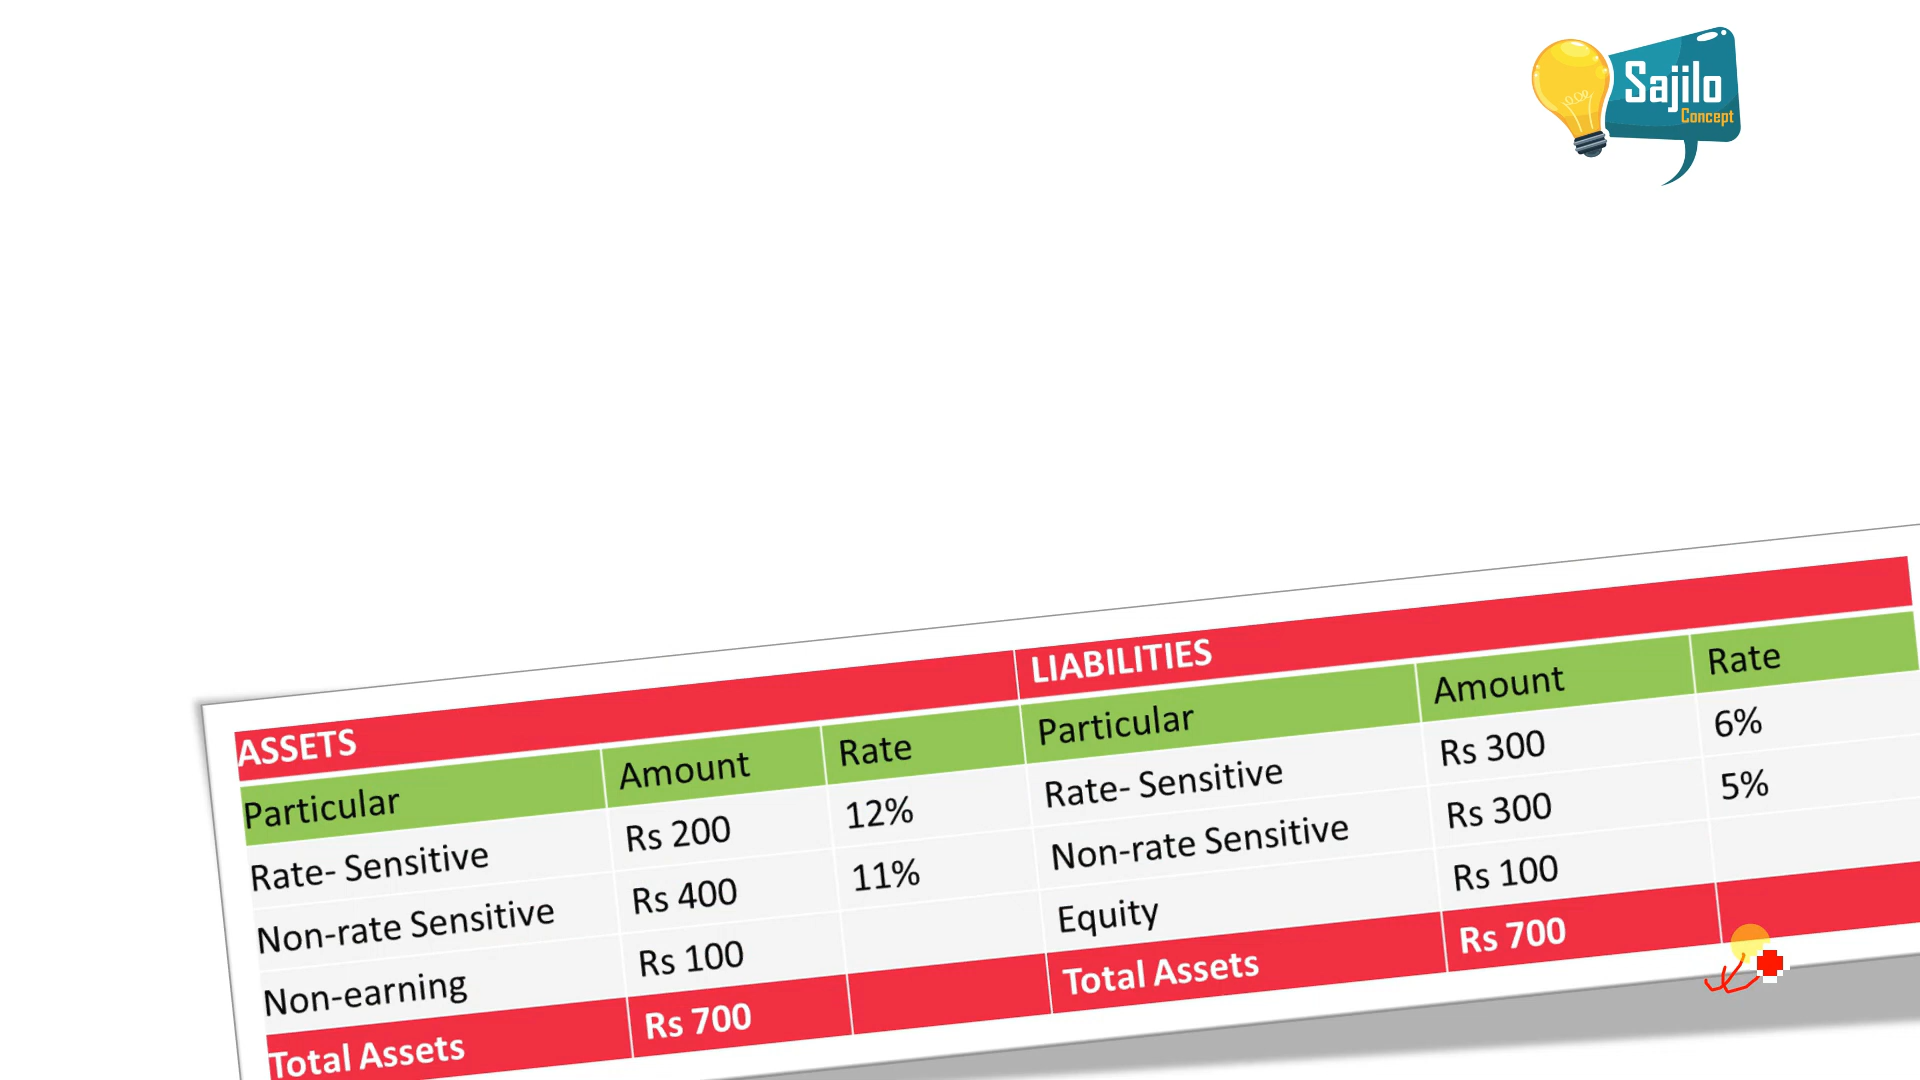 Sajilo
Concept
ASSETS LIABILITIES
Particular Amount Rate Particular Amount Rate
Rate- Sensitive Rs 200 12% Rate- Sensitive Rs 300 6%
Non-rate Sensitive Rs 400 11% Non-rate Sensitive Rs 300 5%
Non-earning Rs 100 Equity Rs 100
Total Assets Rs 700 Total Assets Rs 700